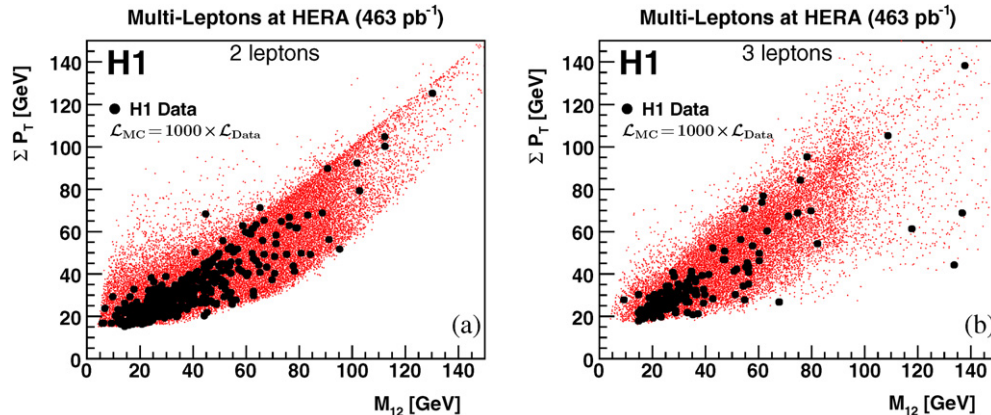 Multi-Leptons at HERA (463 pb⁻¹)
H1
2 leptons
H1 Data
ℒ_MC = 1000 × ℒ_Data
Σ P_T [GeV]
140
120
100
80
60
40
20
0
(a)
0 20 40 60 80 100 120 140
M₁₂ [GeV]
Multi-Leptons at HERA (463 pb⁻¹)
H1
3 leptons
H1 Data
ℒ_MC = 1000 × ℒ_Data
Σ P_T [GeV]
140
120
100
80
60
40
20
0
(b)
0 20 40 60 80 100 120 140
M₁₂ [GeV]